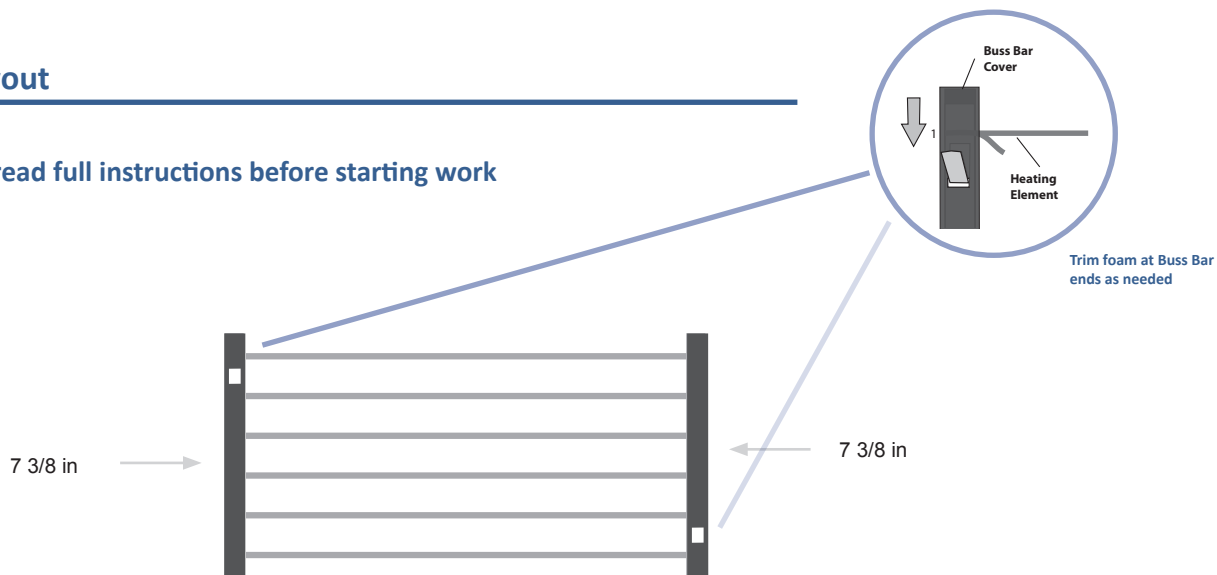 out
read full instructions before starting work
Buss Bar
Cover
1
Heating
Element
Trim foam at Buss Bar
ends as needed
7 3/8 in
7 3/8 in